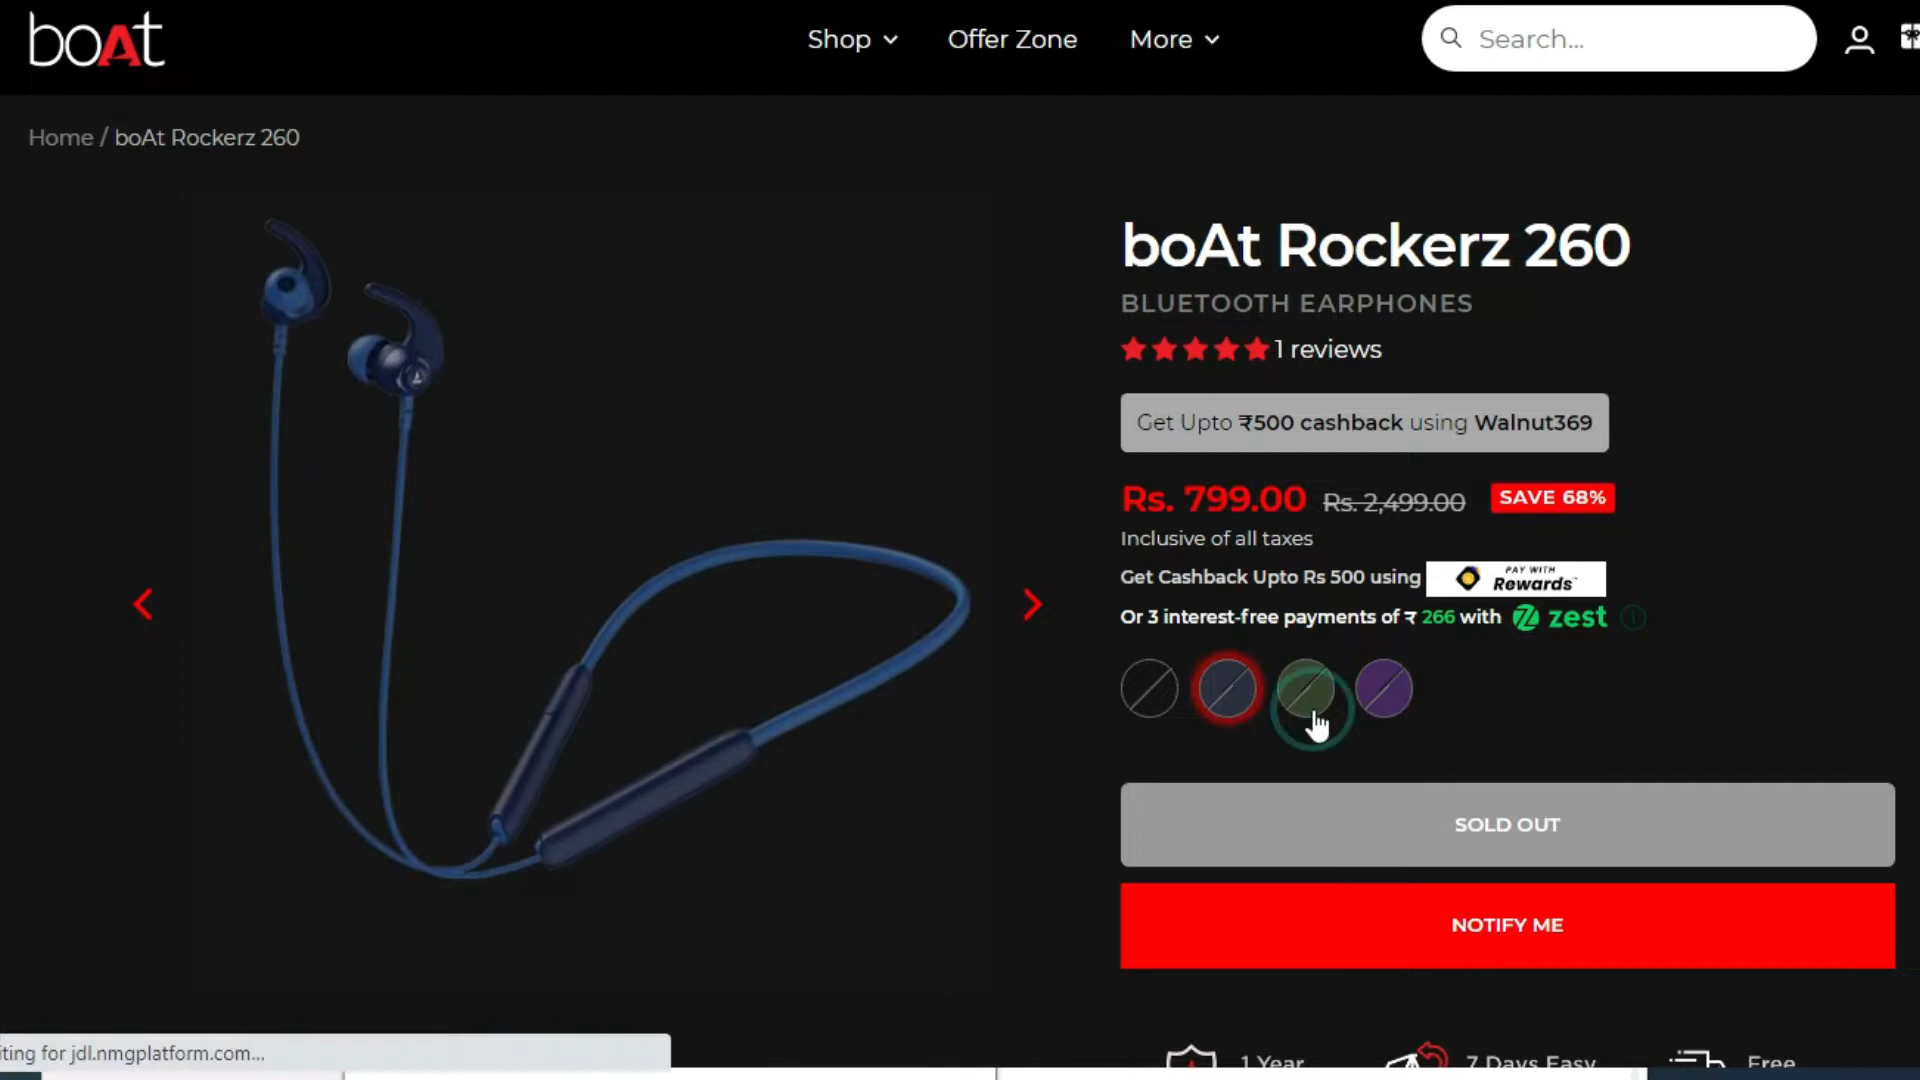 boAt
Shop
Offer Zone
More
Search...
Home / boAt Rockerz 260
boAt Rockerz 260
BLUETOOTH EARPHONES
1 reviews
Get Upto ₹500 cashback using Walnut369
Rs. 799.00 Rs. 2,499.00 SAVE 68%
Inclusive of all taxes
Get Cashback Upto Rs 500 using PAY WITH Rewards™
Or 3 interest-free payments of ₹ 266 with zest
SOLD OUT
NOTIFY ME
iting for jdl.nmgplatform.com...
1 Year
7 Days Easy
Free